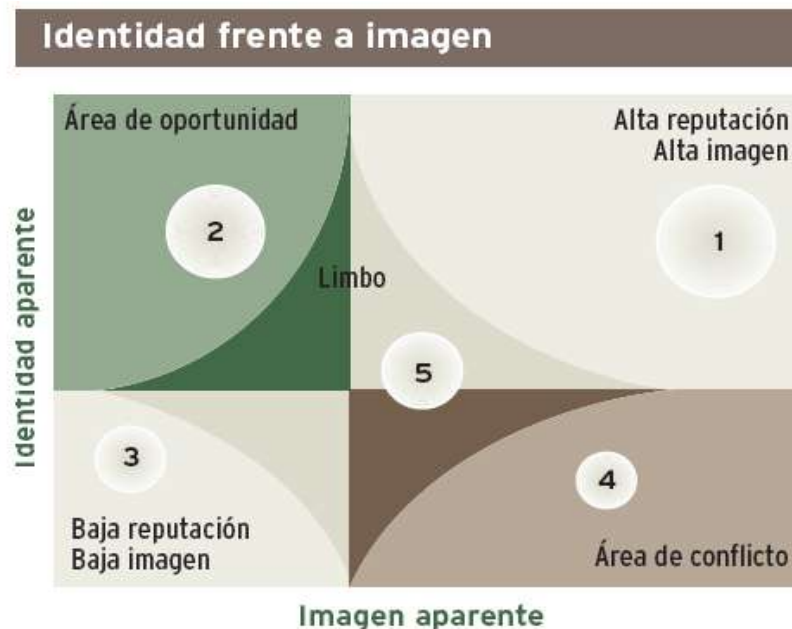 Identidad frente a imagen
Área de oportunidad
Alta reputación
Alta imagen
2
1
Limbo
Identidad aparente
5
3
4
Baja reputación
Baja imagen
Área de conflicto
Imagen aparente